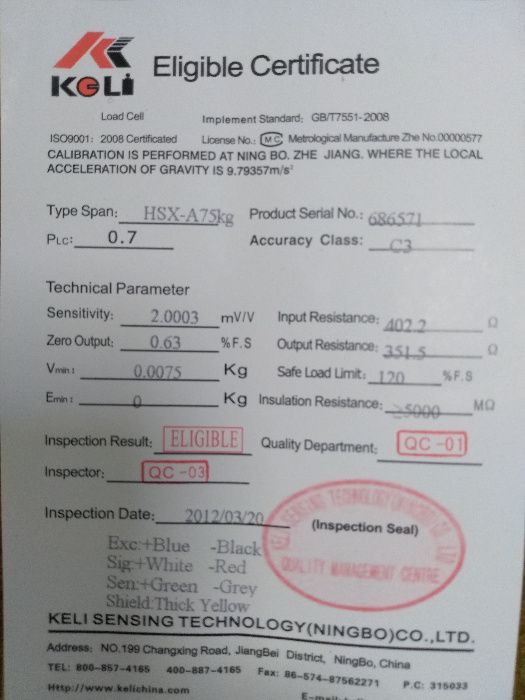 KELI
Eligible Certificate
Load Cell Implement Standard: GB/T7551-2008
ISO9001: 2008 Certificated License No.: MC Metrological Manufacture Zhe No.00000577
CALIBRATION IS PERFORMED AT NING BO. ZHE JIANG. WHERE THE LOCAL
ACCELERATION OF GRAVITY IS 9.79357m/s²
Type Span: HSX-A75kg Product Serial No.: 686571
PLC: 0.7 Accuracy Class: C3
Technical Parameter
Sensitivity: 2.0003 mV/V Input Resistance: 402.2 Ω
Zero Output: 0.63 %F.S Output Resistance: 351.5 Ω
Vmin: 0.0075 Kg Safe Load Limit: 120 %F.S
Emin: 0 Kg Insulation Resistance: ≥5000 MΩ
Inspection Result: ELIGIBLE Quality Department: QC-01
Inspector: QC-03
Inspection Date: 2012/03/20 (Inspection Seal)
KELI SENSING TECHNOLOGY
QUALITY MANAGEMENT CENTRE
Exc:+Blue -Black
Sig:+White -Red
Sen:+Green -Grey
Shield:Thick Yellow
KELI SENSING TECHNOLOGY(NINGBO)CO.,LTD.
Address: NO.199 Changxing Road, JiangBei District, NingBo, China
TEL: 800-857-4165 400-887-4165 Fax: 86-574-87562271 P.C: 315033
Http://www.kelichina.com